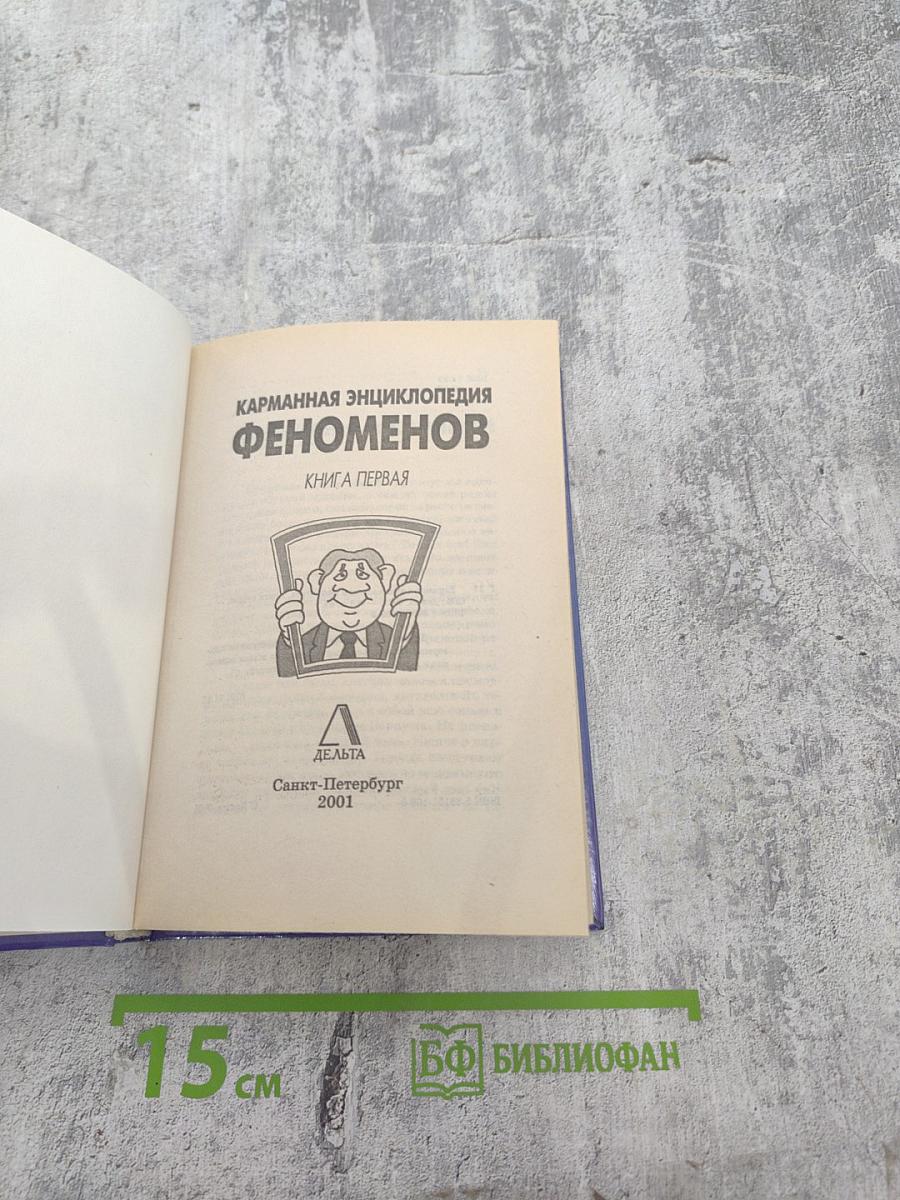 КАРМАННАЯ ЭНЦИКЛОПЕДИЯ
ФЕНОМЕНОВ
КНИГА ПЕРВАЯ
ДЕЛЬТА
Санкт-Петербург
2001
15 см
БФ БИБЛИОФАН